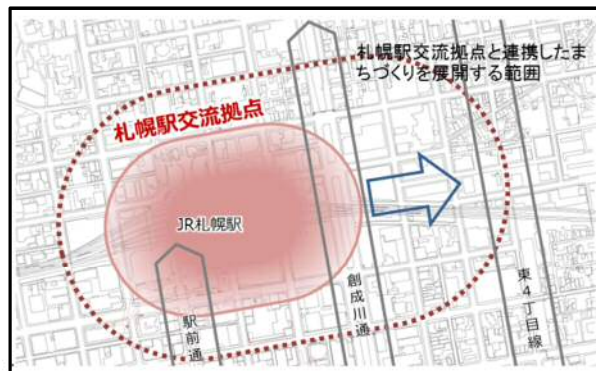 札幌駅交流拠点と連携したま
ちづくりを展開する範囲
札幌駅交流拠点
JR札幌駅
駅前通
創成川通
東4丁目線